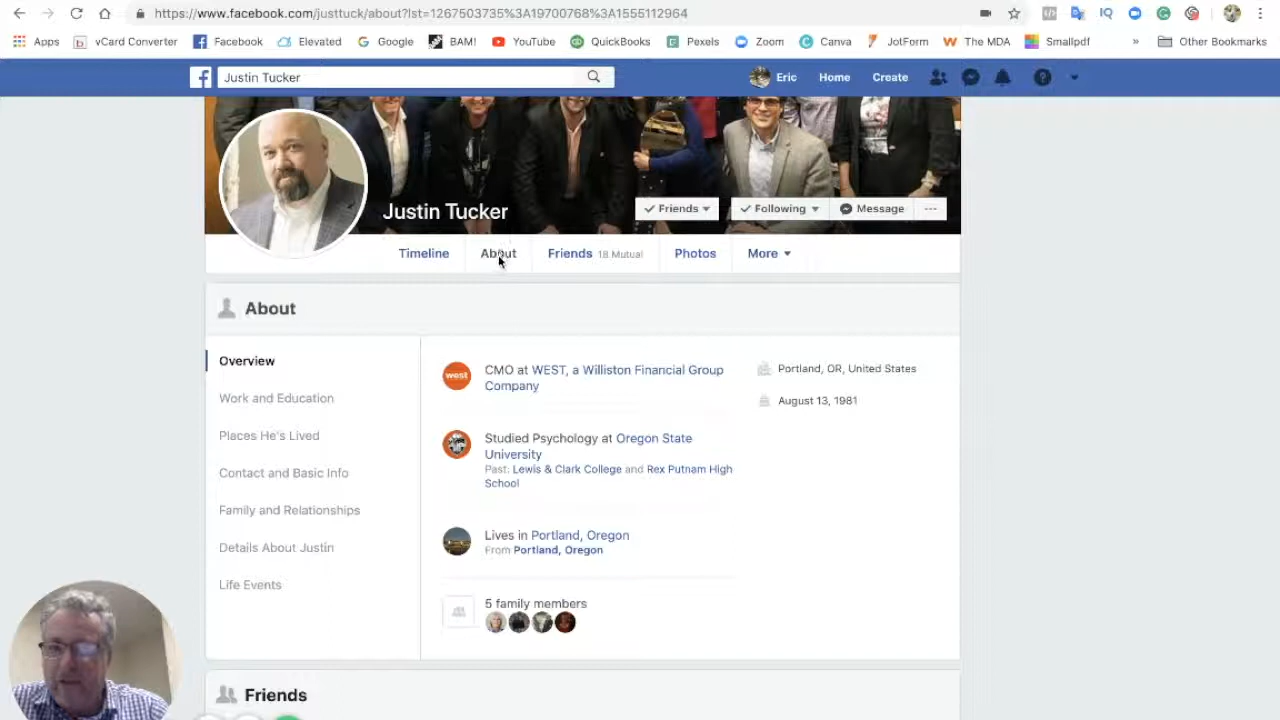 https://www.facebook.com/justtuck/about?lst=1267503735%3A19700768%3A1555112964
Apps vCard Converter Facebook Elevated Google BAM! YouTube QuickBooks Pexels Zoom Canva JotForm The MDA Smallpdf » Other Bookmarks
Justin Tucker Eric Home Create
Justin Tucker
Friends Following Message ...
Timeline About Friends 18 Mutual Photos More
About
Overview
Work and Education
Places He's Lived
Contact and Basic Info
Family and Relationships
Details About Justin
Life Events
west
CMO at WEST, a Williston Financial Group
Company
Studied Psychology at Oregon State
University
Past: Lewis & Clark College and Rex Putnam High
School
Lives in Portland, Oregon
From Portland, Oregon
5 family members
Portland, OR, United States
August 13, 1981
Friends